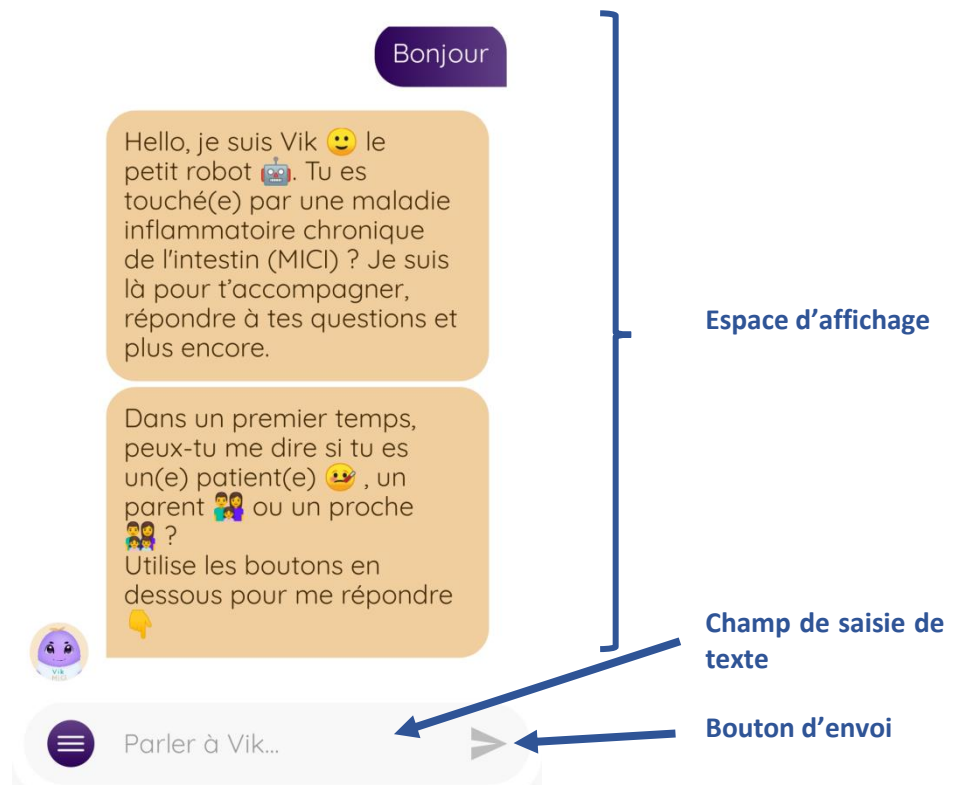 Bonjour
Hello, je suis Vik 🙂 le
petit robot 🤖. Tu es
touché(e) par une maladie
inflammatoire chronique
de l'intestin (MICI) ? Je suis
là pour t’accompagner,
répondre à tes questions et
plus encore.
Espace d’affichage
Dans un premier temps,
peux-tu me dire si tu es
un(e) patient(e) 🤒 , un
parent 👨‍👩‍👧 ou un proche
👨‍👩‍👧‍👦 ?
Utilise les boutons en
dessous pour me répondre
👇
Vik
MICI
Champ de saisie de
texte
Parler à Vik...
Bouton d’envoi